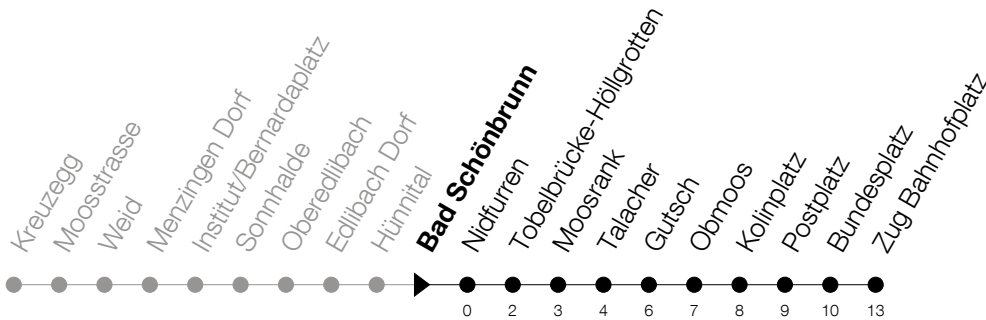 Kreuzegg
Moosstrasse
Weid
Menzingen Dorf
Institut/Bernardaplatz
Sonnhalde
Oberedlibach
Edlibach Dorf
Hünnital
Bad Schönbrunn
Nidfurren
Tobelbrücke-Höllgrotten
Moosrank
Talacher
Gutsch
Obmoos
Kolinplatz
Postplatz
Bundesplatz
Zug Bahnhofplatz
0 2 3 4 6 7 8 9 10 13